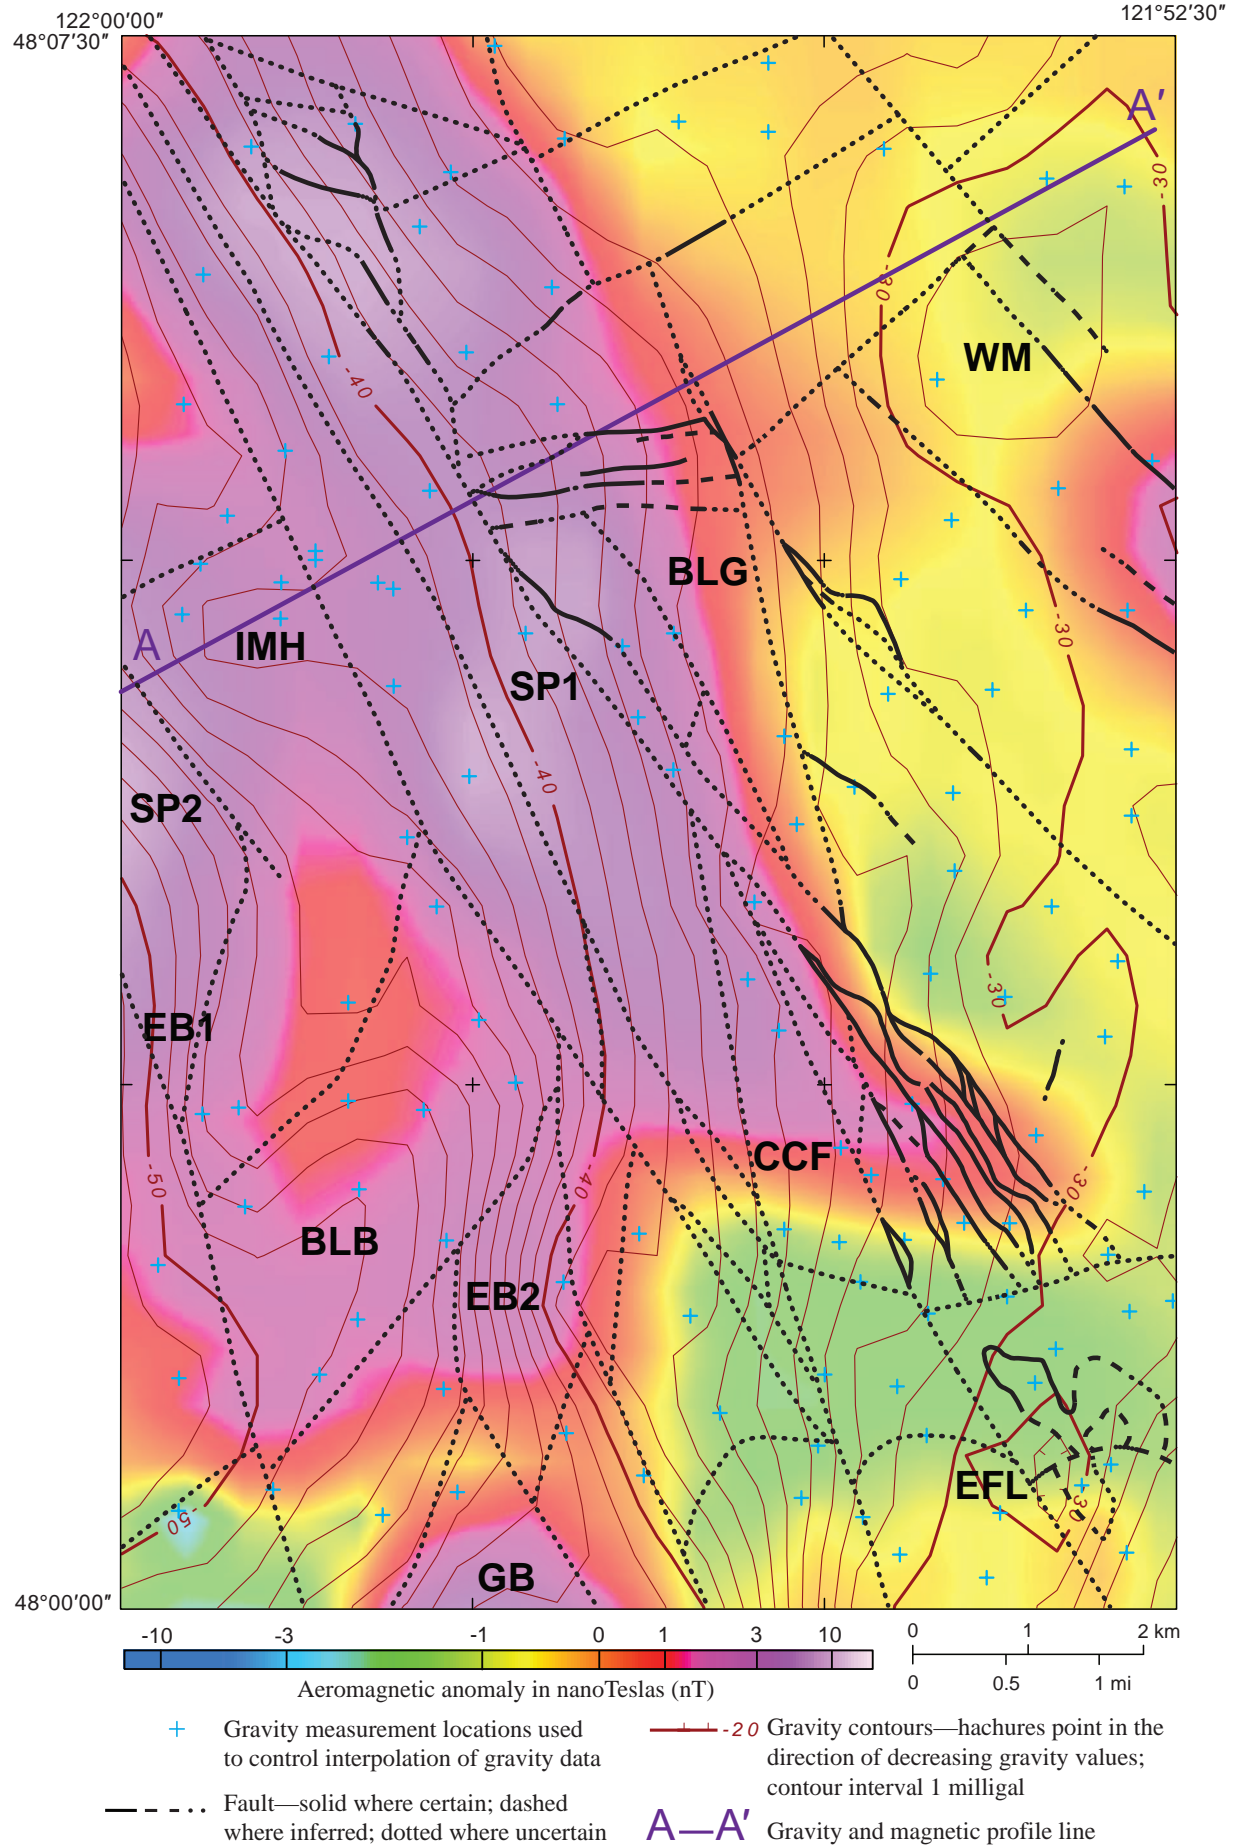 122°00′00″
121°52′30″
48°07′30″
A′
-30
-30
WM
-40
BLG
-30
A
IMH
SP1
-40
SP2
-30
EB1
CCF
-50
-40
-30
BLB
EB2
EFL
-30
-50
GB
48°00′00″
-10 -3 -1 0 1 3 10
Aeromagnetic anomaly in nanoTeslas (nT)
0 1 2 km
0 0.5 1 mi
Gravity measurement locations used
to control interpolation of gravity data
Fault—solid where certain; dashed
where inferred; dotted where uncertain
-20 Gravity contours—hachures point in the
direction of decreasing gravity values;
contour interval 1 milligal
A—A′ Gravity and magnetic profile line